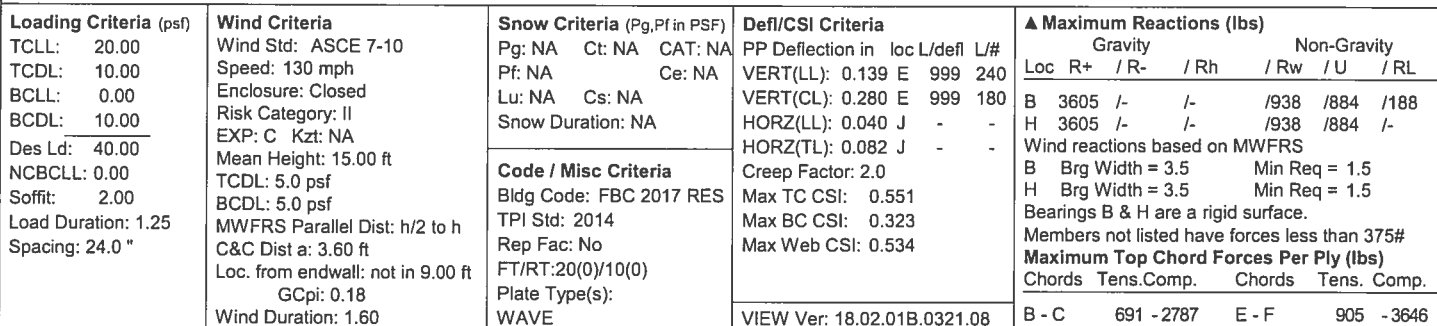 Loading Criteria (psf)
TCLL: 20.00
TCDL: 10.00
BCLL: 0.00
BCDL: 10.00
Des Ld: 40.00
NCBCLL: 0.00
Soffit: 2.00
Load Duration: 1.25
Spacing: 24.0 "
Wind Criteria
Wind Std: ASCE 7-10
Speed: 130 mph
Enclosure: Closed
Risk Category: II
EXP: C Kzt: NA
Mean Height: 15.00 ft
TCDL: 5.0 psf
BCDL: 5.0 psf
MWFRS Parallel Dist: h/2 to h
C&C Dist a: 3.60 ft
Loc. from endwall: not in 9.00 ft
GCpi: 0.18
Wind Duration: 1.60
Snow Criteria (Pg,Pf in PSF)
Pg: NA Ct: NA CAT: NA
Pf: NA Ce: NA
Lu: NA Cs: NA
Snow Duration: NA
Code / Misc Criteria
Bldg Code: FBC 2017 RES
TPI Std: 2014
Rep Fac: No
FT/RT:20(0)/10(0)
Plate Type(s):
WAVE
Defl/CSI Criteria
PP Deflection in loc L/defl L/#
VERT(LL): 0.139 E 999 240
VERT(CL): 0.280 E 999 180
HORZ(LL): 0.040 J - -
HORZ(TL): 0.082 J - -
Creep Factor: 2.0
Max TC CSI: 0.551
Max BC CSI: 0.323
Max Web CSI: 0.534
VIEW Ver: 18.02.01B.0321.08
▲ Maximum Reactions (lbs)
Gravity Non-Gravity
Loc R+ / R- / Rh / Rw / U / RL
B 3605 /- /- /938 /884 /188
H 3605 /- /- /938 /884 /-
Wind reactions based on MWFRS
B Brg Width = 3.5 Min Req = 1.5
H Brg Width = 3.5 Min Req = 1.5
Bearings B & H are a rigid surface.
Members not listed have forces less than 375#
Maximum Top Chord Forces Per Ply (lbs)
Chords Tens.Comp. Chords Tens. Comp.
B - C 691 - 2787 E - F 905 - 3646